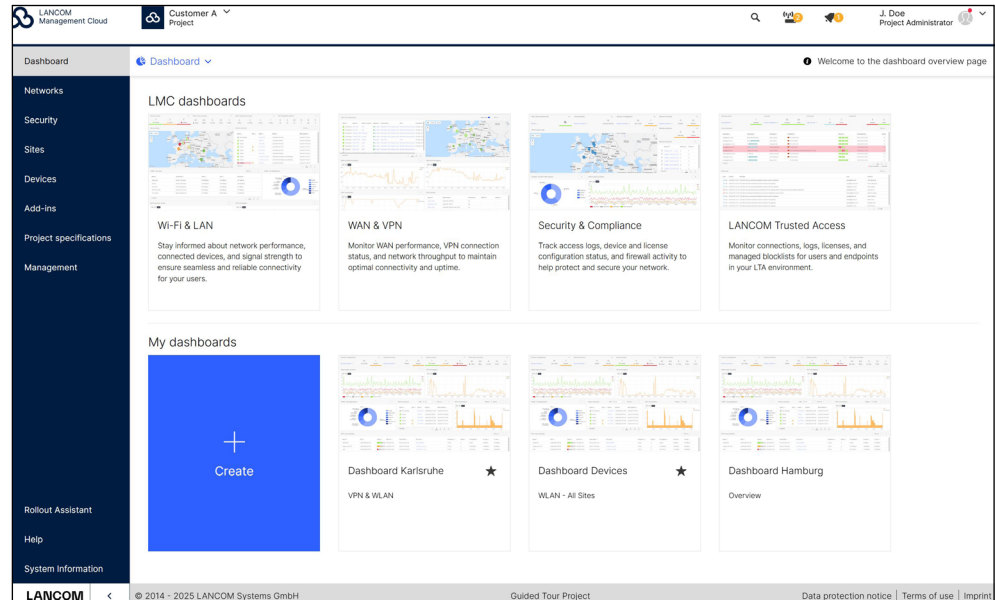 LANCOM
Management Cloud
Customer A
Project
2
1
J. Doe
Project Administrator
Dashboard
Networks
Security
Sites
Devices
Add-ins
Project specifications
Management
Rollout Assistant
Help
System Information
LANCOM
Dashboard
Welcome to the dashboard overview page
LMC dashboards
Wi-Fi & LAN
Stay informed about network performance,
connected devices, and signal strength to
ensure seamless and reliable connectivity
for your users.
WAN & VPN
Monitor WAN performance, VPN connection
status, and network throughput to maintain
optimal connectivity and uptime.
Security & Compliance
Track access logs, device and license
configuration status, and firewall activity to
help protect and secure your network.
LANCOM Trusted Access
Monitor connections, logs, licenses, and
managed blocklists for users and endpoints
in your LTA environment.
My dashboards
Create
Dashboard Karlsruhe
VPN & WLAN
Dashboard Devices
WLAN - All Sites
Dashboard Hamburg
Overview
© 2014 - 2025 LANCOM Systems GmbH
Guided Tour Project
Data protection notice | Terms of use | Imprint